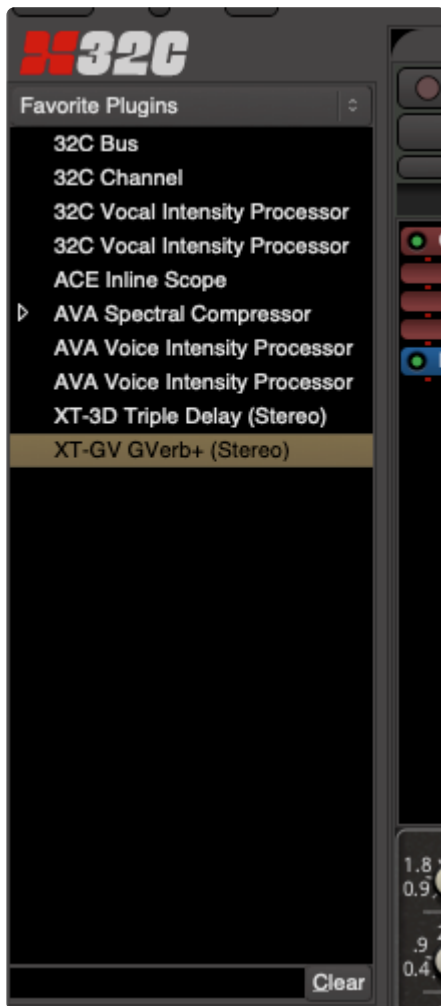 32C
Favorite Plugins
32C Bus
32C Channel
32C Vocal Intensity Processor
32C Vocal Intensity Processor
ACE Inline Scope
AVA Spectral Compressor
AVA Voice Intensity Processor
AVA Voice Intensity Processor
XT-3D Triple Delay (Stereo)
XT-GV GVerb+ (Stereo)
Clear
1.8
0.9
.9
0.4